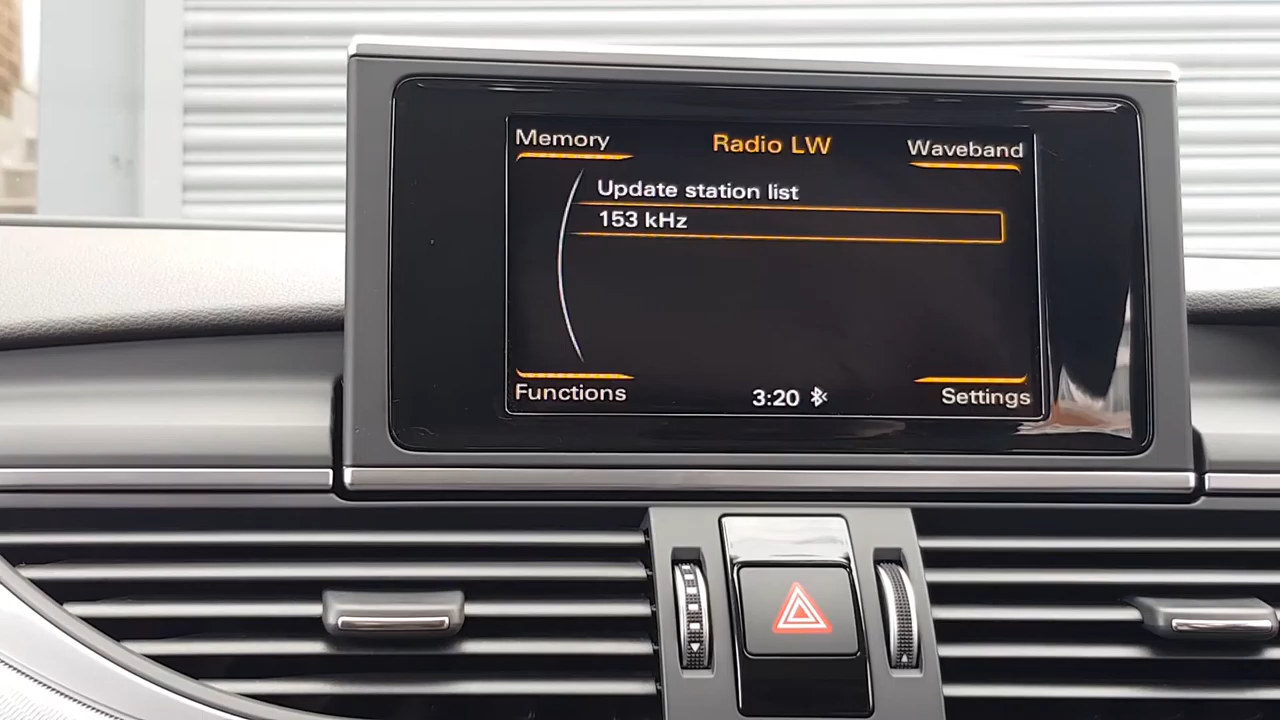 Memory Radio LW Waveband
Update station list
153 kHz
Functions 3:20 Settings